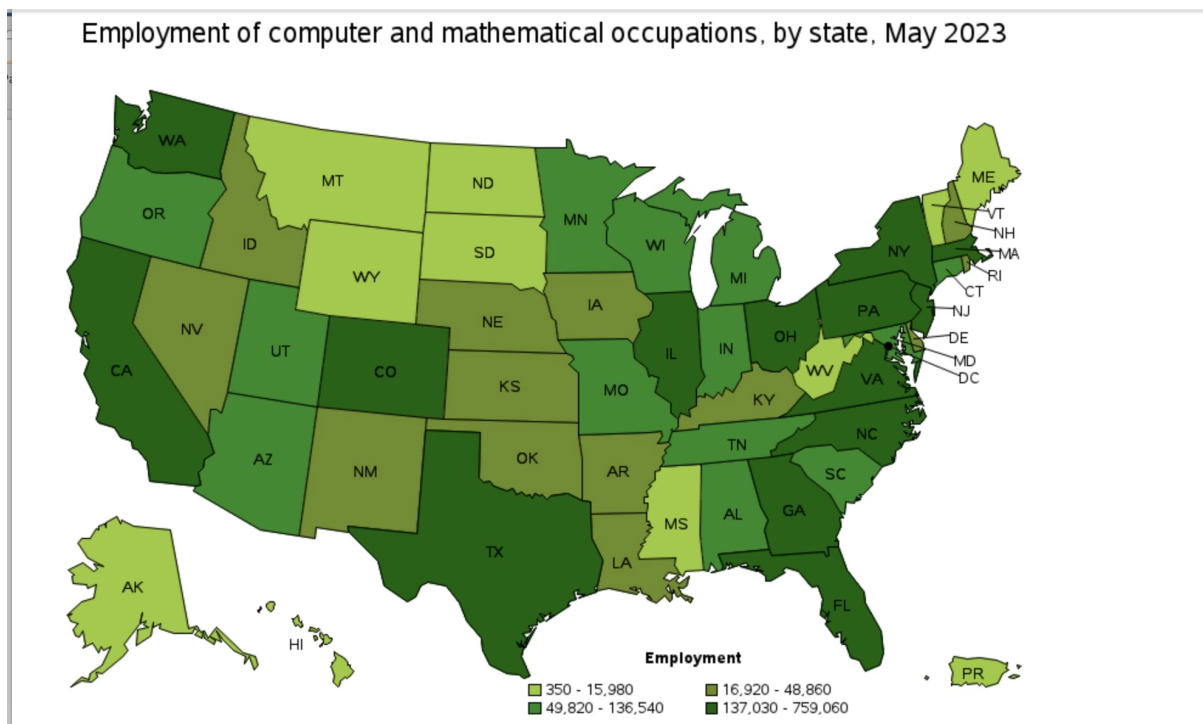 Employment of computer and mathematical occupations, by state, May 2023
WA
MT
ND
ME
OR
MN
VT
ID
NH
WI
SD
NY
MA
WY
MI
RI
CT
IA
PA
NJ
NV
NE
OH
DE
UT
IL
IN
MD
CA
CO
WV
VA
DC
KS
MO
KY
NC
TN
AZ
OK
NM
AR
SC
GA
MS
AL
TX
LA
AK
FL
HI
PR
Employment
350 - 15,980
16,920 - 48,860
49,820 - 136,540
137,030 - 759,060